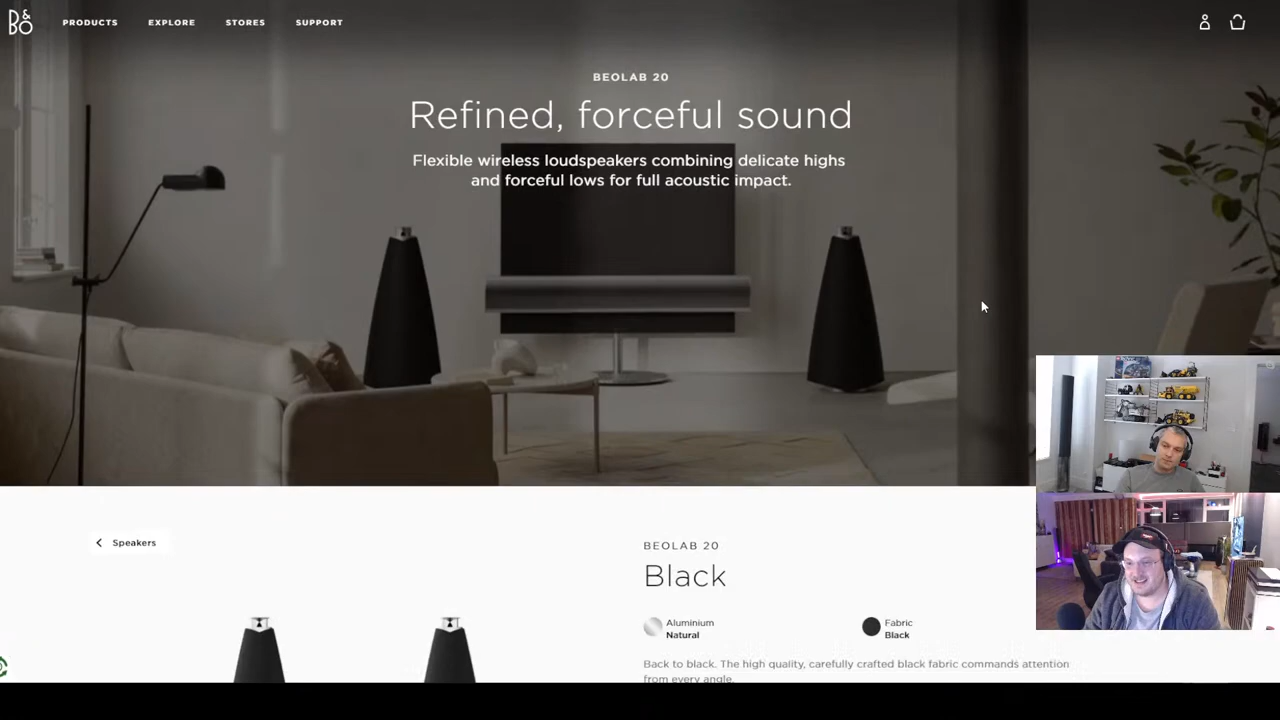 B&O
PRODUCTS EXPLORE STORES SUPPORT
BEOLAB 20
Refined, forceful sound
Flexible wireless loudspeakers combining delicate highs
and forceful lows for full acoustic impact.
Speakers
BEOLAB 20
Black
Aluminium
Natural
Fabric
Black
Back to black. The high quality, carefully crafted black fabric commands attention
from every angle.